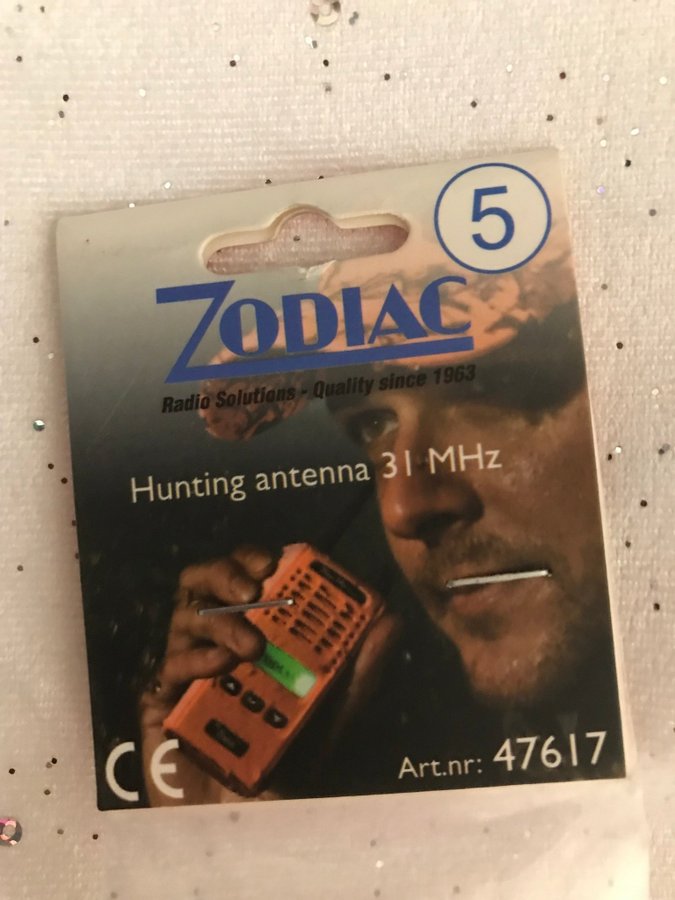 5
ZODIAC
Radio Solutions - Quality since 1963
Hunting antenna 31 MHz
CE
Art.nr: 47617